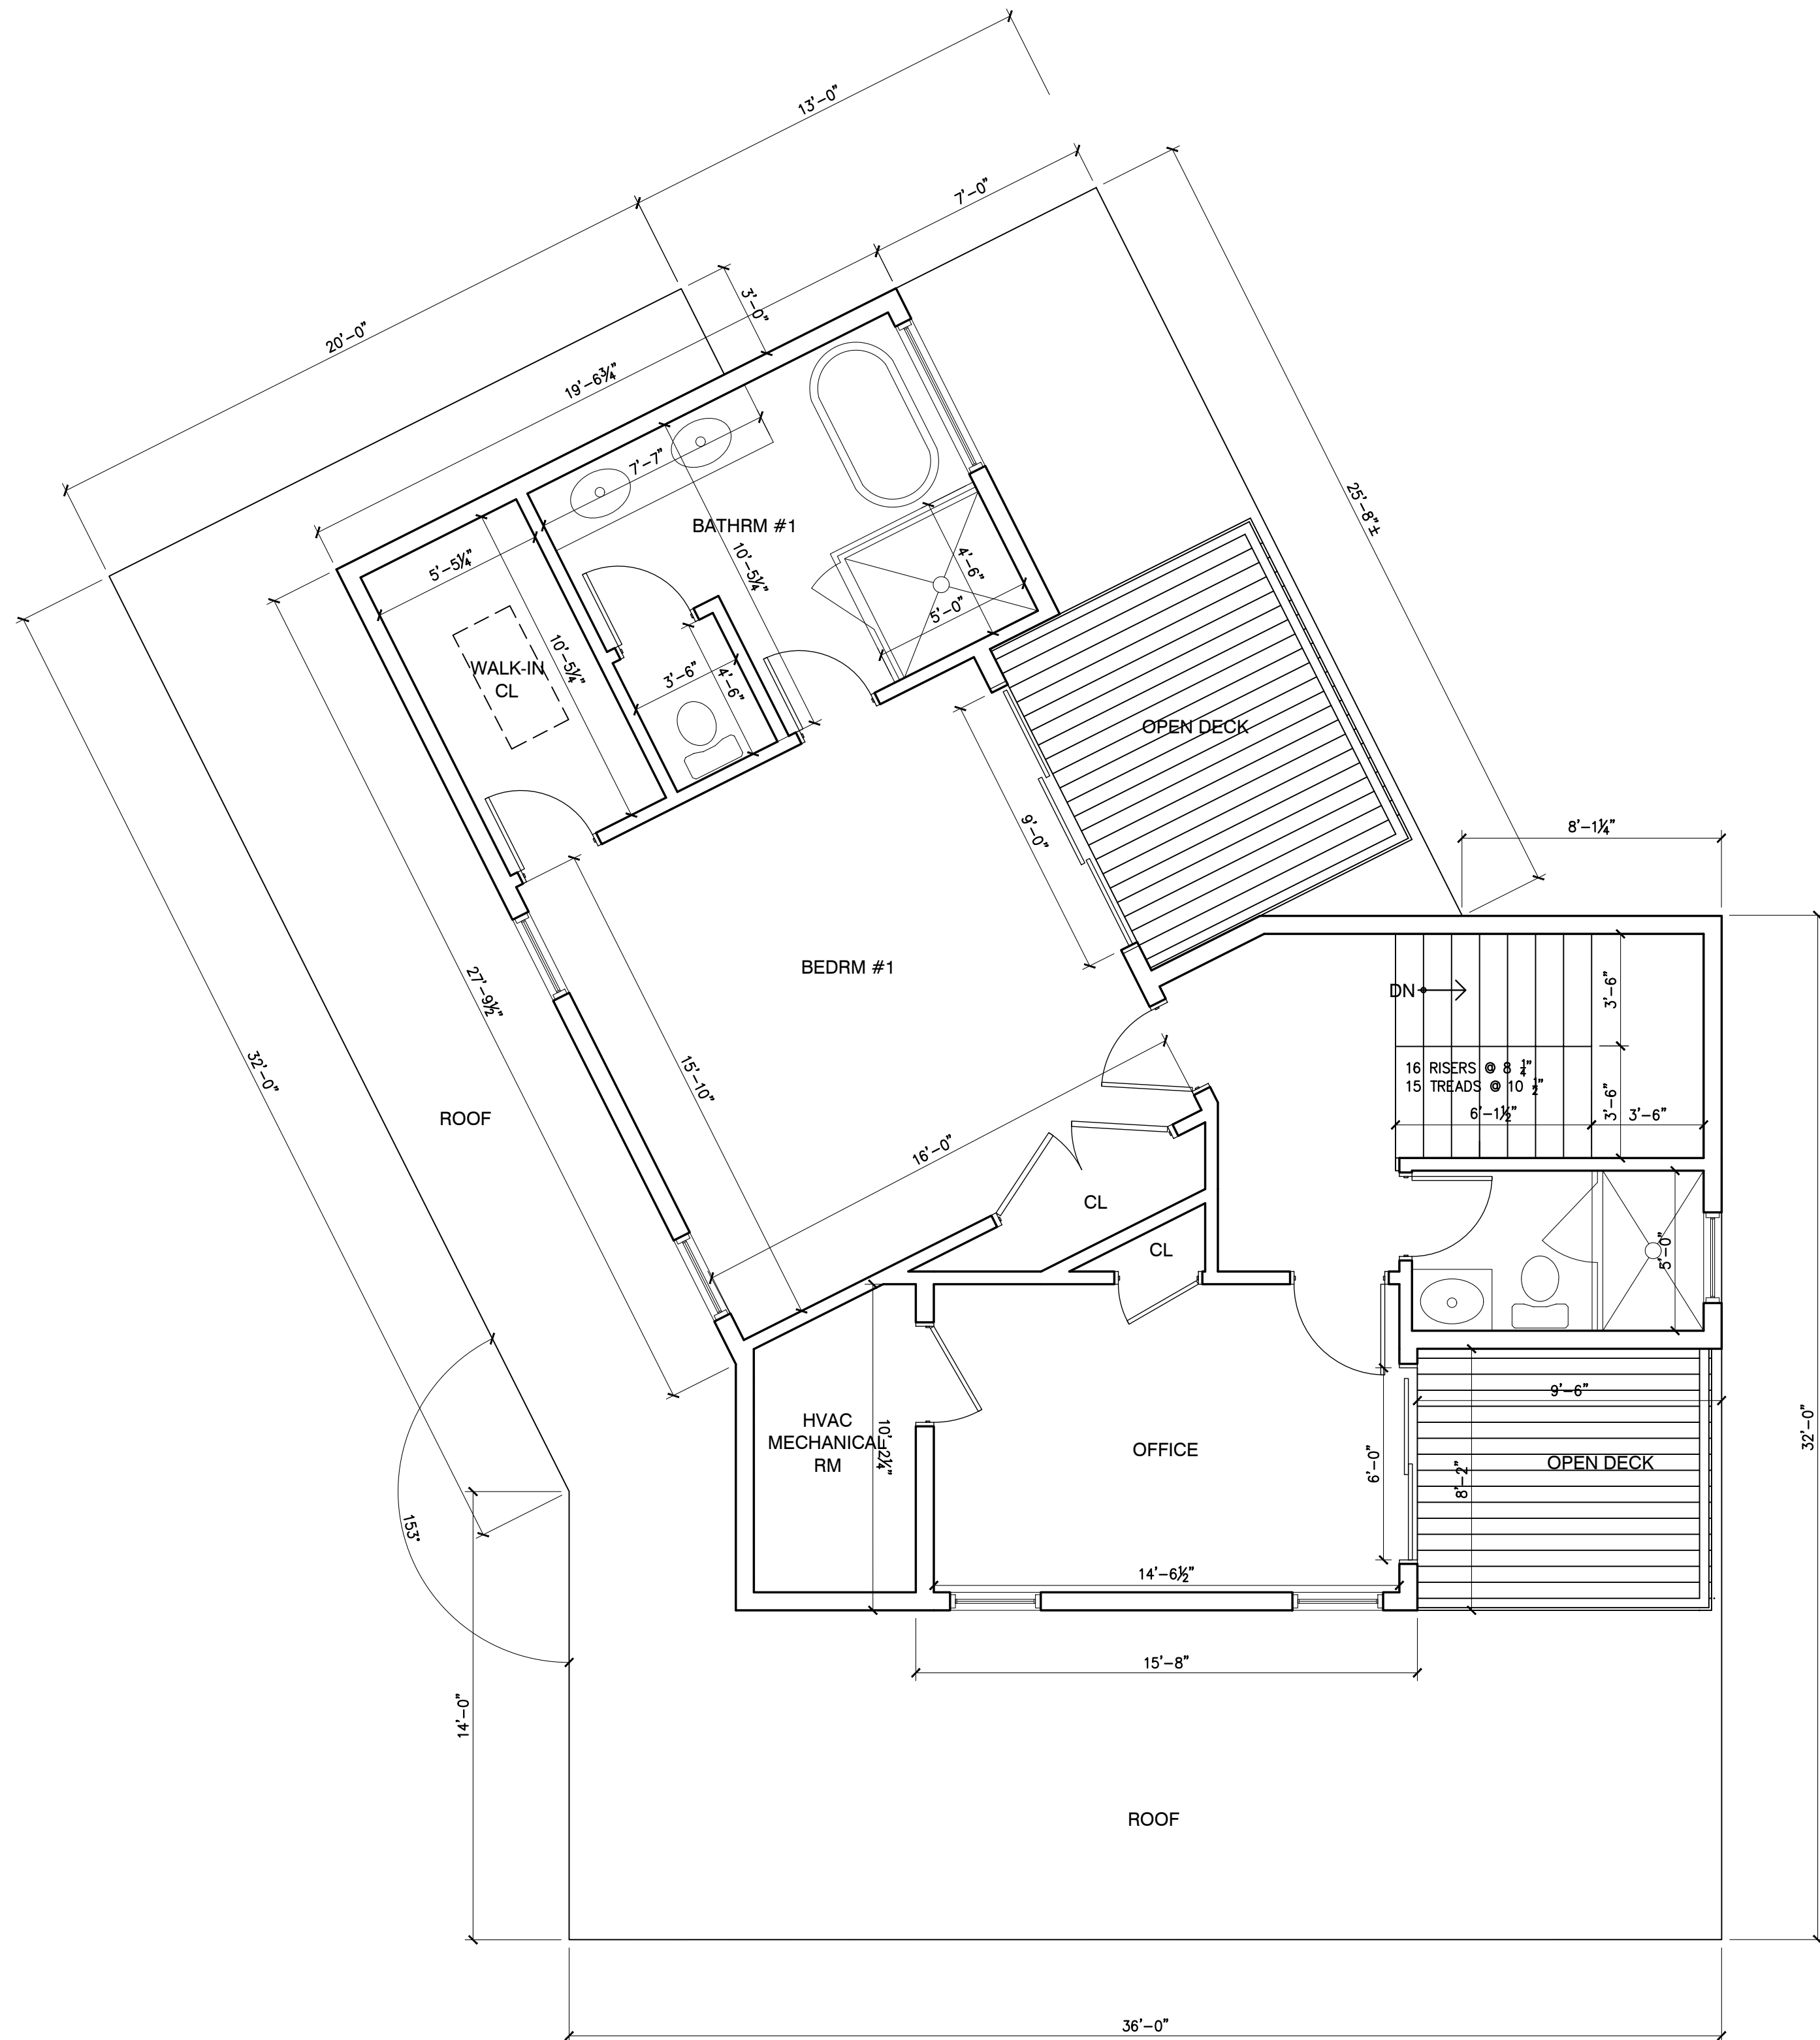 13'-0"
7'-0"
3'-0"
20'-0"
19'-6¾"
7'-7"
25'-8"±
BATHRM #1
10'-5¼"
4'-6"
5'-5¼"
5'-0"
WALK-IN
CL
10'-5¼"
3'-6"
4'-6"
OPEN DECK
9'-0"
8'-1¼"
BEDRM #1
27'-9½"
DN
3'-6"
32'-0"
15'-10"
ROOF
16 RISERS @ 8 ¼"
15 TREADS @ 10 ½"
6'-1½"
3'-6"
3'-6"
16'-0"
CL
CL
5'-0"
9'-6"
HVAC
MECHANICAL
RM
10'-2¼"
OFFICE
6'-0"
8'-2"
OPEN DECK
32'-0"
153°
14'-6½"
15'-8"
14'-0"
ROOF
36'-0"